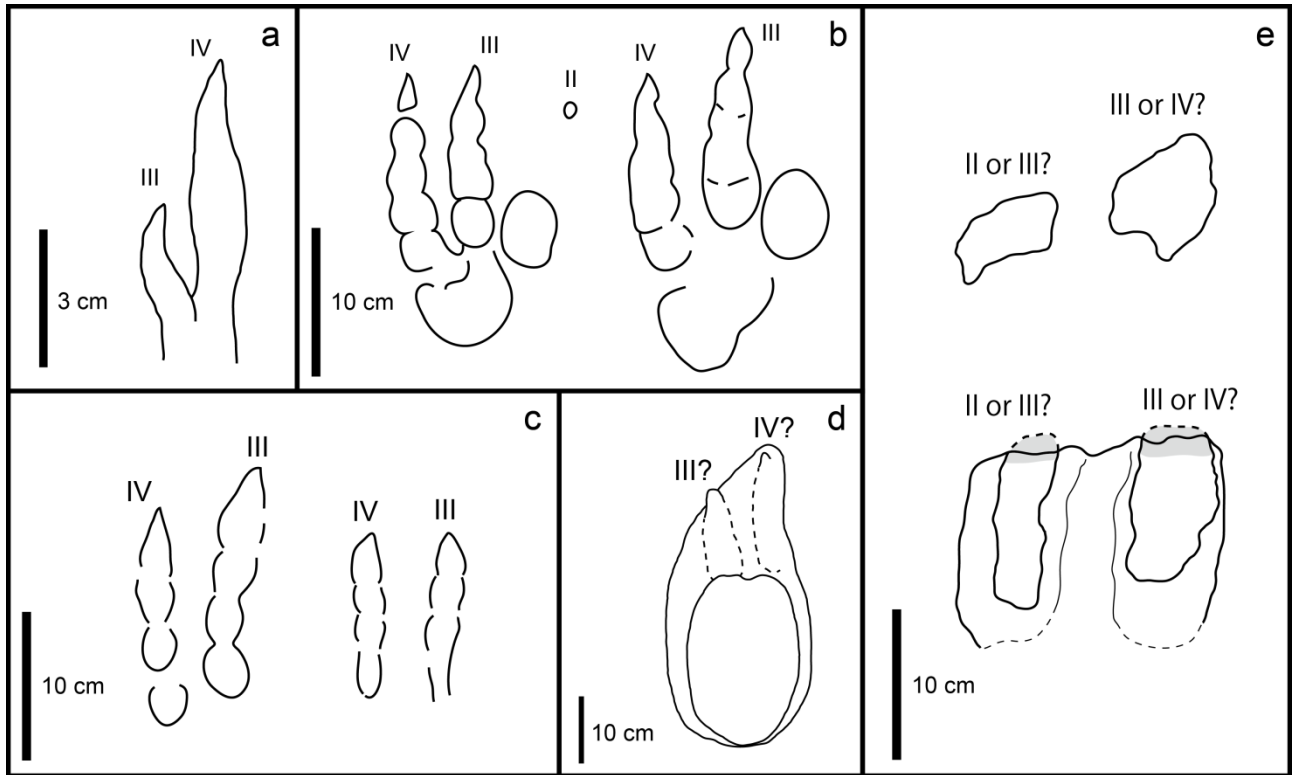 a
IV
III
3 cm
b
IV
III
II
IV
III
10 cm
c
IV
III
IV
III
10 cm
d
IV?
III?
10 cm
e
III or IV?
II or III?
II or III?
III or IV?
10 cm